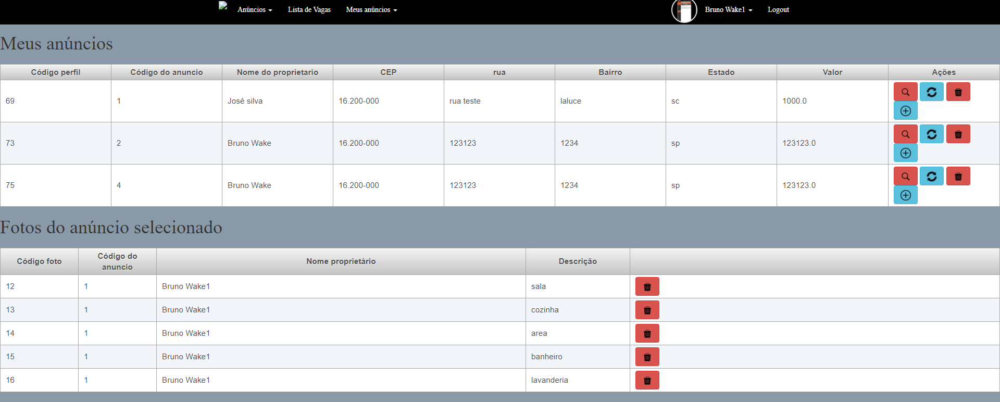 Anúncios Lista de Vagas Meus anúncios Bruno Wake1 Logout
Meus anúncios
Código perfil Código do anuncio Nome do proprietario CEP rua Bairro Estado Valor Ações
69 1 José silva 16.200-000 rua teste laluce sc 1000.0
73 2 Bruno Wake 16.200-000 123123 1234 sp 123123.0
75 4 Bruno Wake 16.200-000 123123 1234 sp 123123.0
Fotos do anúncio selecionado
Código foto Código do anuncio Nome proprietário Descrição
12 1 Bruno Wake1 sala
13 1 Bruno Wake1 cozinha
14 1 Bruno Wake1 area
15 1 Bruno Wake1 banheiro
16 1 Bruno Wake1 lavanderia